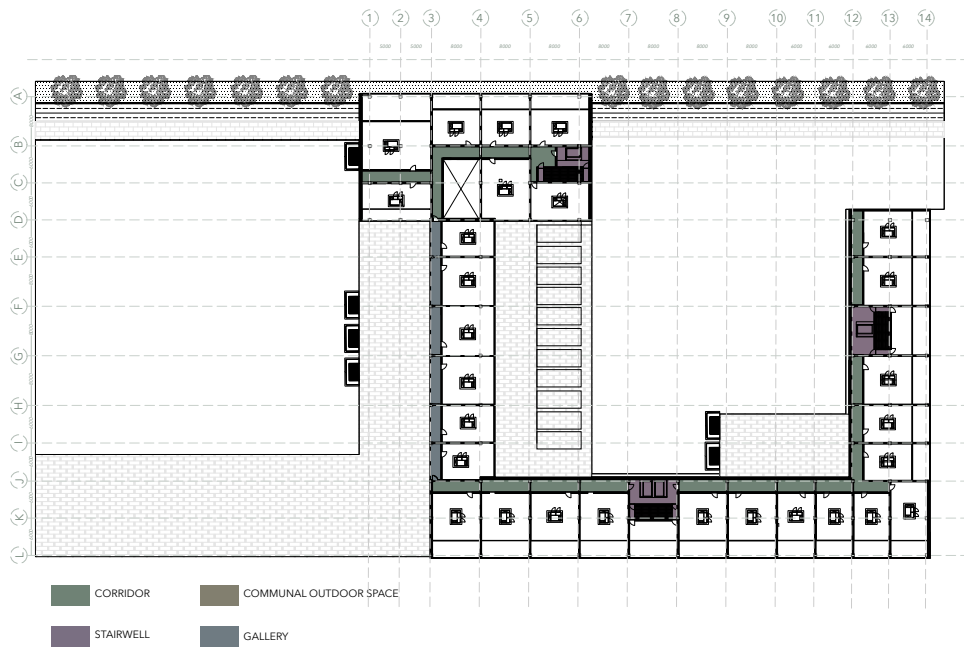 1 2 3 4 5 6 7 8 9 10 11 12 13 14
A
B
C
D
E
F
G
H
I
J
K
L
CORRIDOR
COMMUNAL OUTDOOR SPACE
STAIRWELL
GALLERY